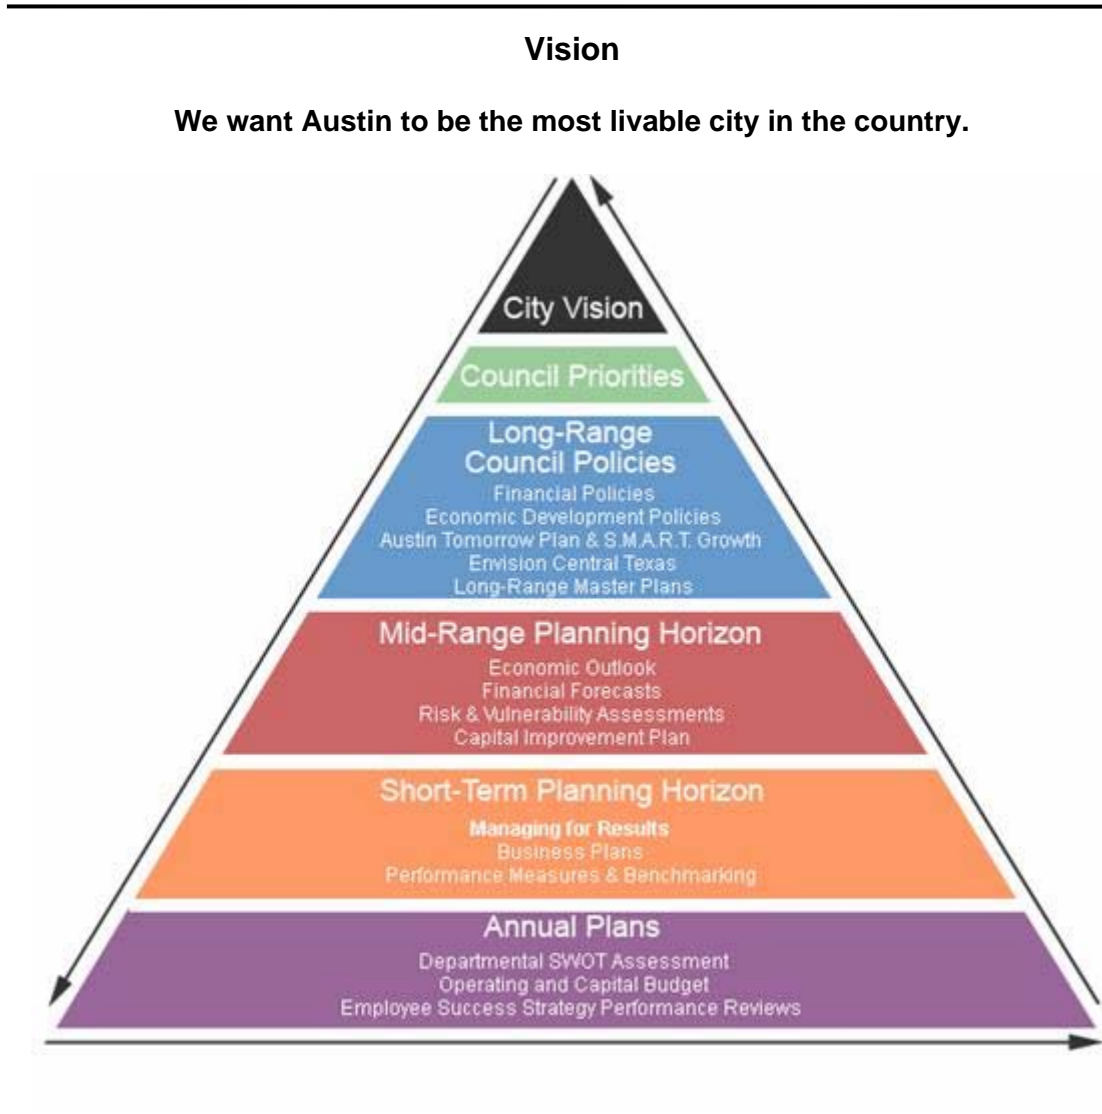 Vision
We want Austin to be the most livable city in the country.
City Vision
Council Priorities
Long-Range
Council Policies
Financial Policies
Economic Development Policies
Austin Tomorrow Plan & S.M.A.R.T. Growth
Envision Central Texas
Long-Range Master Plans
Mid-Range Planning Horizon
Economic Outlook
Financial Forecasts
Risk & Vulnerability Assessments
Capital Improvement Plan
Short-Term Planning Horizon
Managing for Results
Business Plans
Performance Measures & Benchmarking
Annual Plans
Departmental SWOT Assessment
Operating and Capital Budget
Employee Success Strategy Performance Reviews